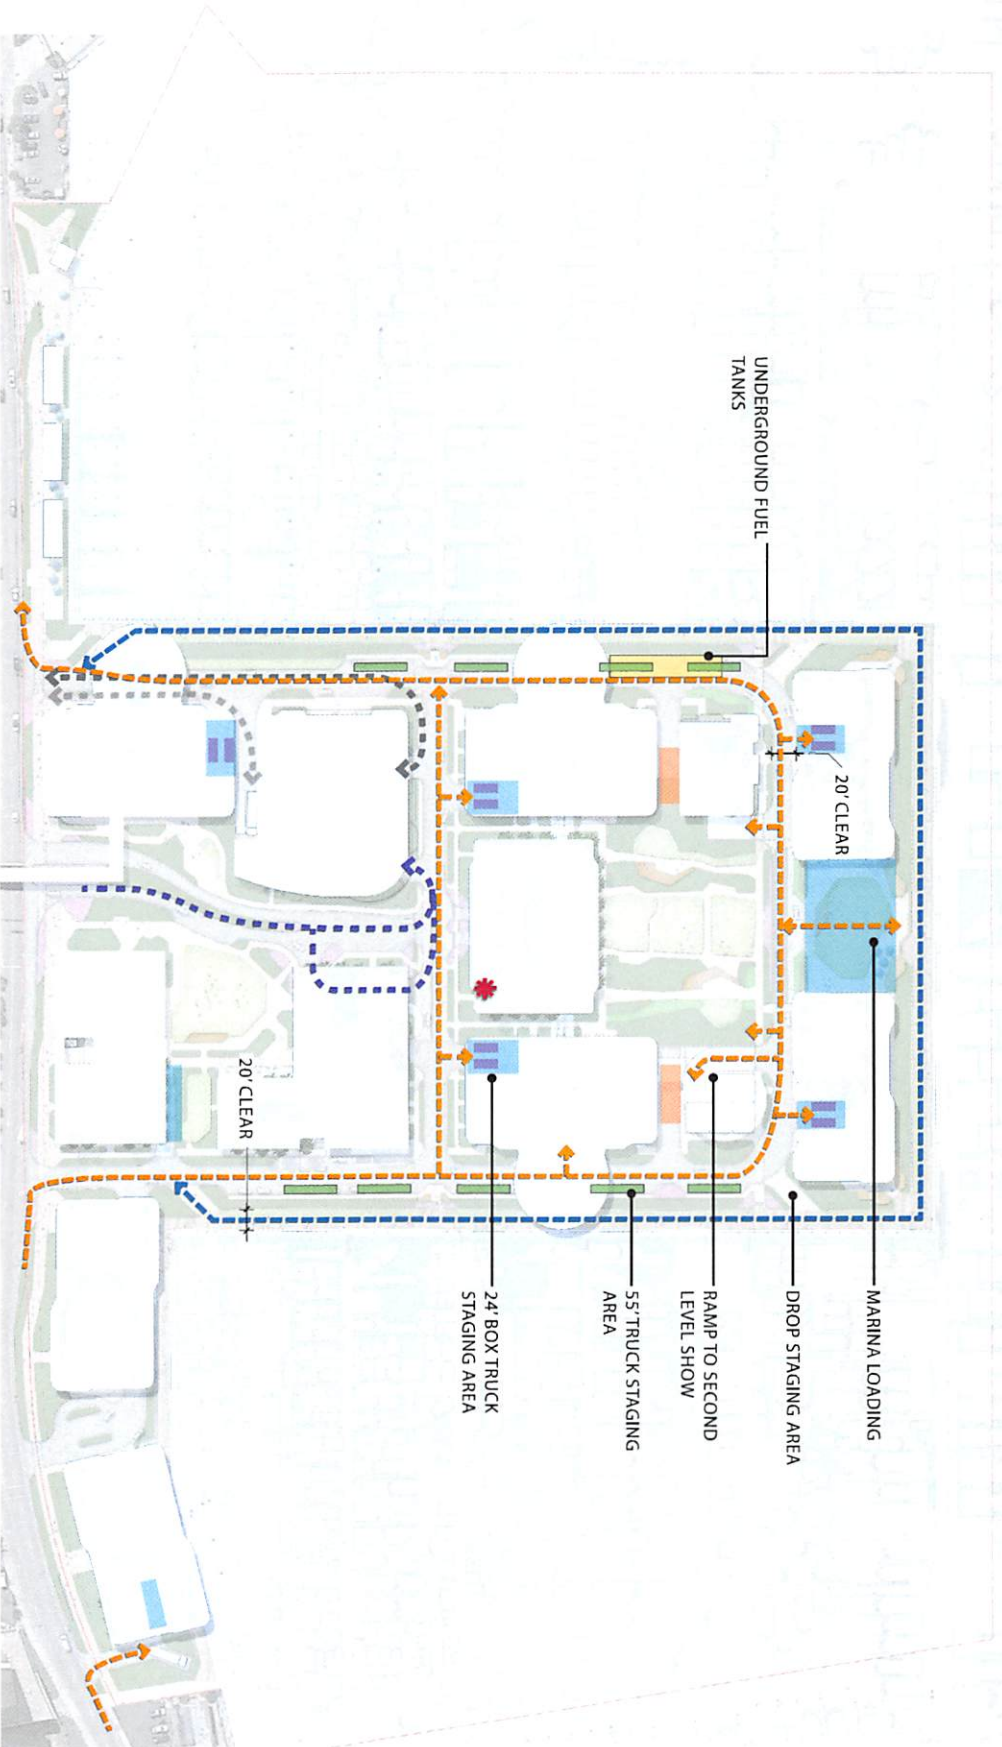 UNDERGROUND FUEL
TANKS
20' CLEAR
20' CLEAR
MARINA LOADING
DROP STAGING AREA
RAMP TO SECOND
LEVEL SHOW
55' TRUCK STAGING
AREA
24' BOX TRUCK
STAGING AREA